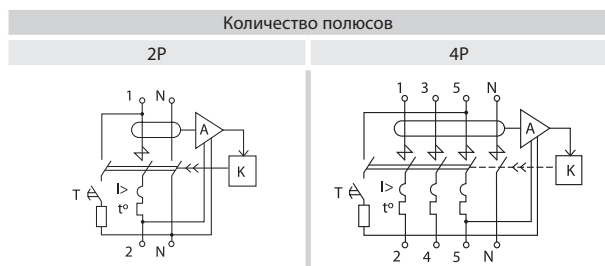 Количество полюсов
2P 4P
1 N 1 3 5 N
A A
K K
T I> T I>
t° t°
2 N 2 4 5 N